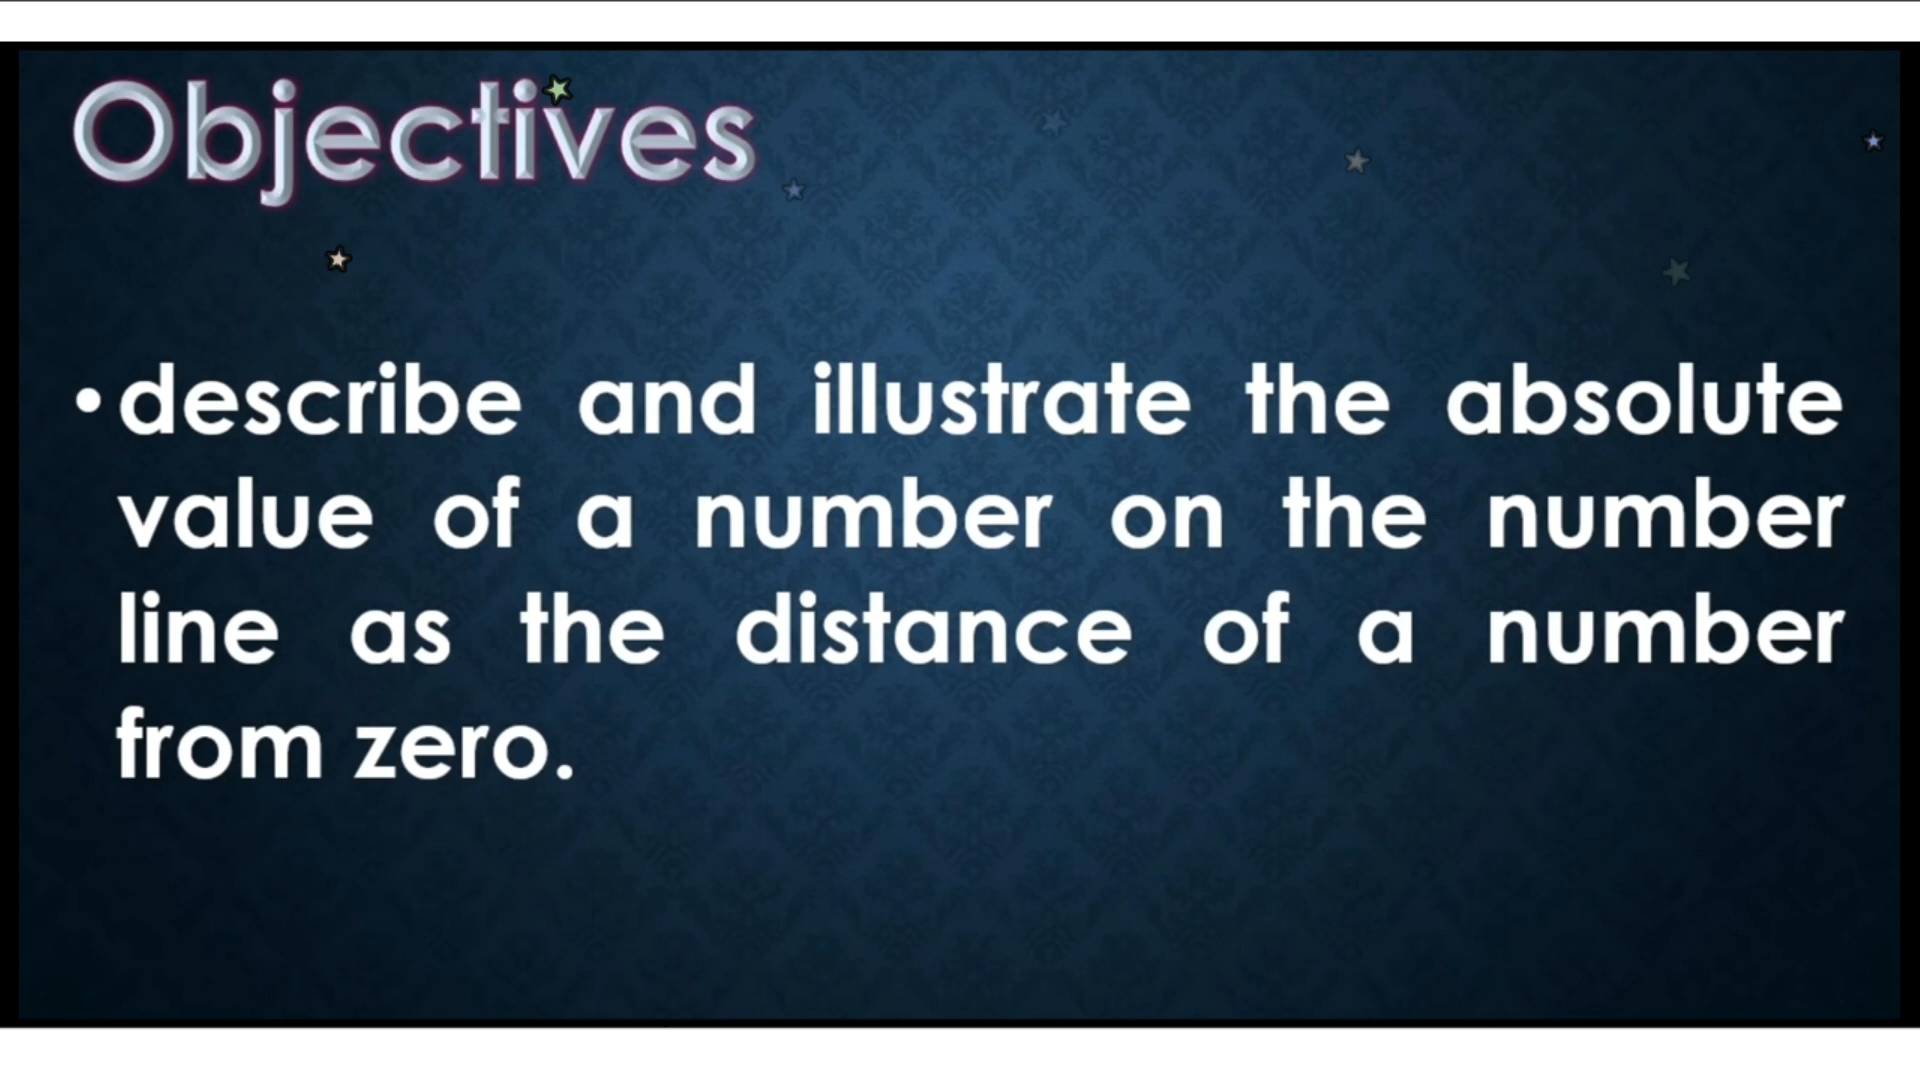 Objectives
• describe and illustrate the absolute
value of a number on the number
line as the distance of a number
from zero.